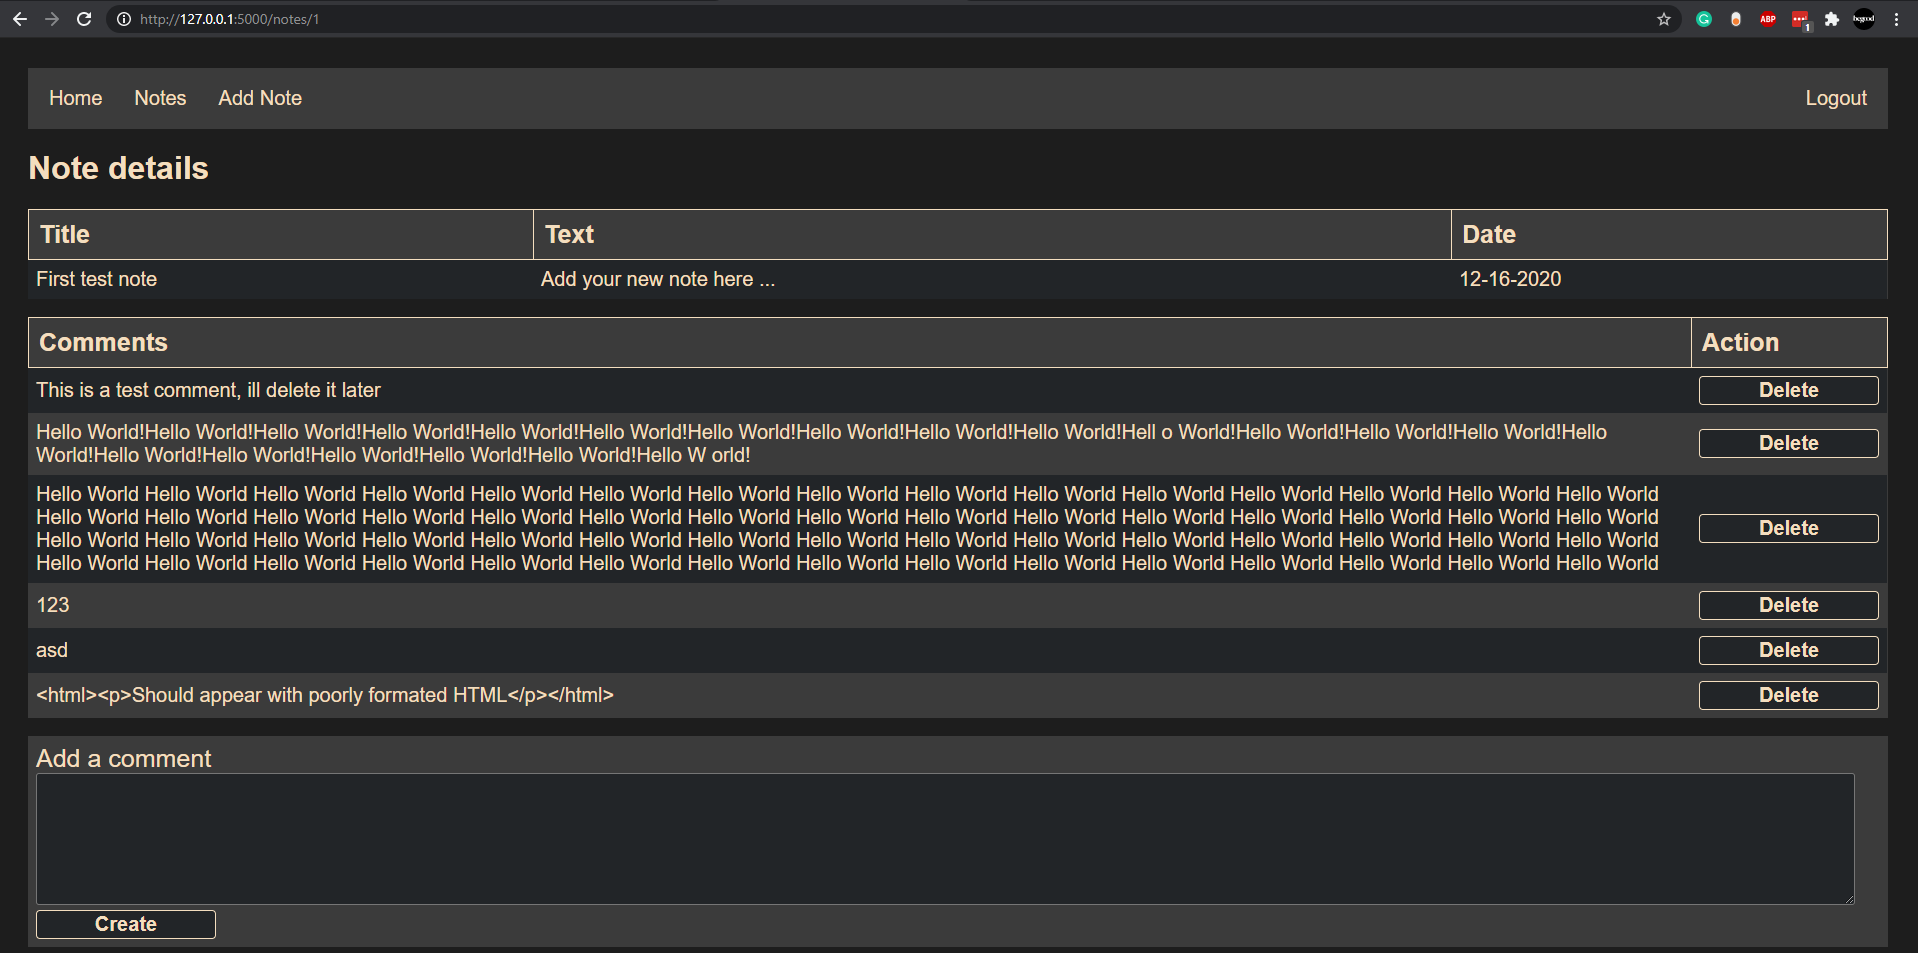 http://127.0.0.1:5000/notes/1
ABP
1
begood
Home Notes Add Note Logout
Note details
Title Text Date
First test note Add your new note here ... 12-16-2020
Comments Action
This is a test comment, ill delete it later Delete
Hello World!Hello World!Hello World!Hello World!Hello World!Hello World!Hello World!Hello World!Hello World!Hello World!Hell o World!Hello World!Hello World!Hello World!Hello
World!Hello World!Hello World!Hello World!Hello World!Hello World!Hello W orld!
Delete
Hello World Hello World Hello World Hello World Hello World Hello World Hello World Hello World Hello World Hello World Hello World Hello World Hello World Hello World Hello World
Hello World Hello World Hello World Hello World Hello World Hello World Hello World Hello World Hello World Hello World Hello World Hello World Hello World Hello World Hello World
Hello World Hello World Hello World Hello World Hello World Hello World Hello World Hello World Hello World Hello World Hello World Hello World Hello World Hello World Hello World
Hello World Hello World Hello World Hello World Hello World Hello World Hello World Hello World Hello World Hello World Hello World Hello World Hello World Hello World Hello World
Delete
123 Delete
asd Delete
<html><p>Should appear with poorly formated HTML</p></html> Delete
Add a comment
Create